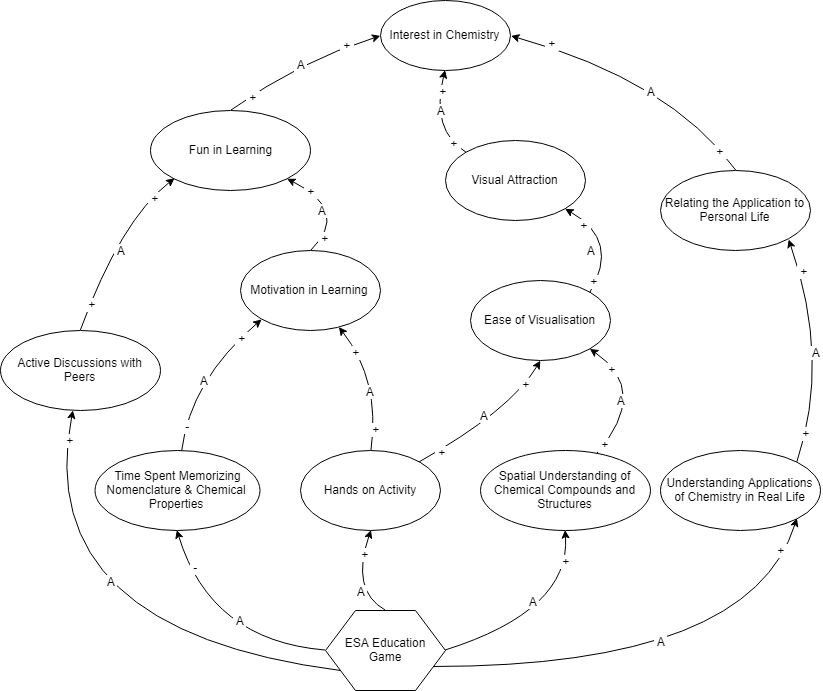 Interest in Chemistry
+
+
A
+
A
+
A
+
+
Fun in Learning
Visual Attraction
Relating the Application to
Personal Life
+
+
A
+
A
+
A
+
+
Motivation in Learning
Ease of Visualisation
+
+
A
+
+
A
+
A
+
A
+
Active Discussions with
Peers
-
+
+
+
+
Time Spent Memorizing
Nomenclature & Chemical
Properties
Hands on Activity
Spatial Understanding of
Chemical Compounds and
Structures
Understanding Applications
of Chemistry in Real Life
+
-
+
+
+
A
A
A
A
A
ESA Education
Game